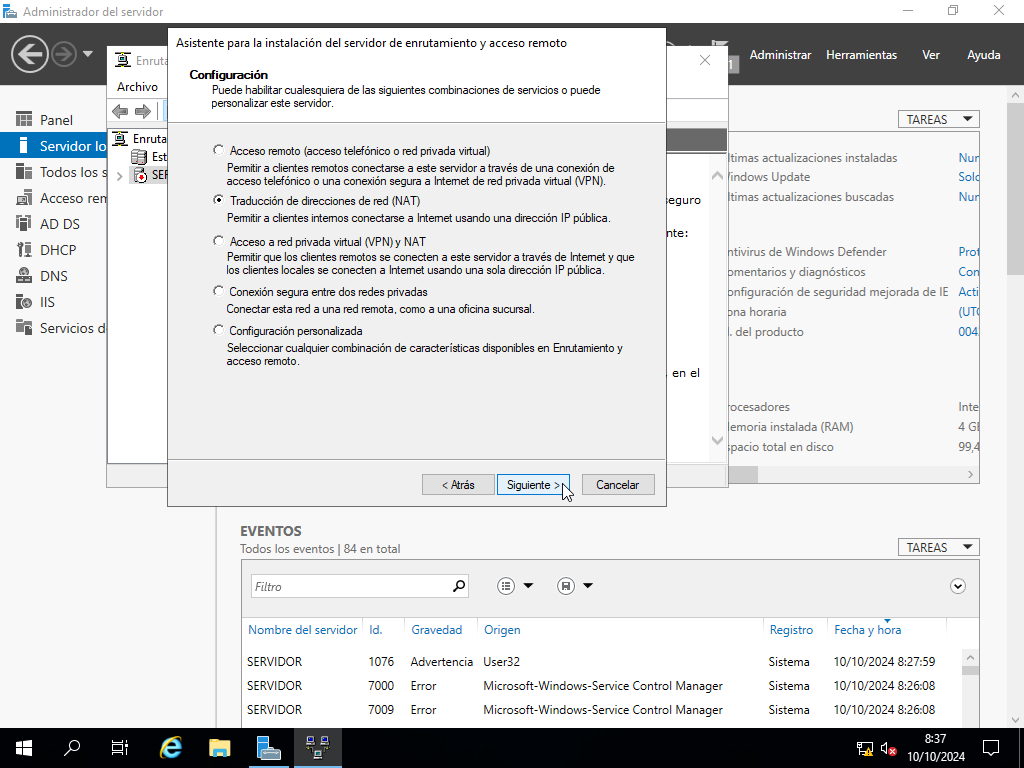 Administrador del servidor
Administrar
Herramientas
Ver
Ayuda
1
Panel
Servidor lo
Todos los s
Acceso rem
AD DS
DHCP
DNS
IIS
Servicios d
Enruta
Archivo
Enruta
Est
SER
Asistente para la instalación del servidor de enrutamiento y acceso remoto
Configuración
Puede habilitar cualesquiera de las siguientes combinaciones de servicios o puede
personalizar este servidor.
Acceso remoto (acceso telefónico o red privada virtual)
Permitir a clientes remotos conectarse a este servidor a través de una conexión de
acceso telefónico o una conexión segura a Internet de red privada virtual (VPN).
Traducción de direcciones de red (NAT)
Permitir a clientes internos conectarse a Internet usando una dirección IP pública.
Acceso a red privada virtual (VPN) y NAT
Permitir que los clientes remotos se conecten a este servidor a través de Internet y que
los clientes locales se conecten a Internet usando una sola dirección IP pública.
Conexión segura entre dos redes privadas
Conectar esta red a una red remota, como a una oficina sucursal.
Configuración personalizada
Seleccionar cualquier combinación de características disponibles en Enrutamiento y
acceso remoto.
< Atrás
Siguiente >
Cancelar
seguro
nte:
, en el
TAREAS
ltimas actualizaciones instaladas Nun
Vindows Update Solo
ltimas actualizaciones buscadas Nun
ntivirus de Windows Defender Prot
omentarios y diagnósticos Con
onfiguración de seguridad mejorada de IE Acti
ona horaria (UTC
. del producto 004
rocesadores Inte
lemoria instalada (RAM) 4 GB
spacio total en disco 99,4
EVENTOS
Todos los eventos | 84 en total
TAREAS
Filtro
Nombre del servidor Id. Gravedad Origen Registro Fecha y hora
SERVIDOR 1076 Advertencia User32 Sistema 10/10/2024 8:27:59
SERVIDOR 7000 Error Microsoft-Windows-Service Control Manager Sistema 10/10/2024 8:26:08
SERVIDOR 7009 Error Microsoft-Windows-Service Control Manager Sistema 10/10/2024 8:26:08
8:37
10/10/2024